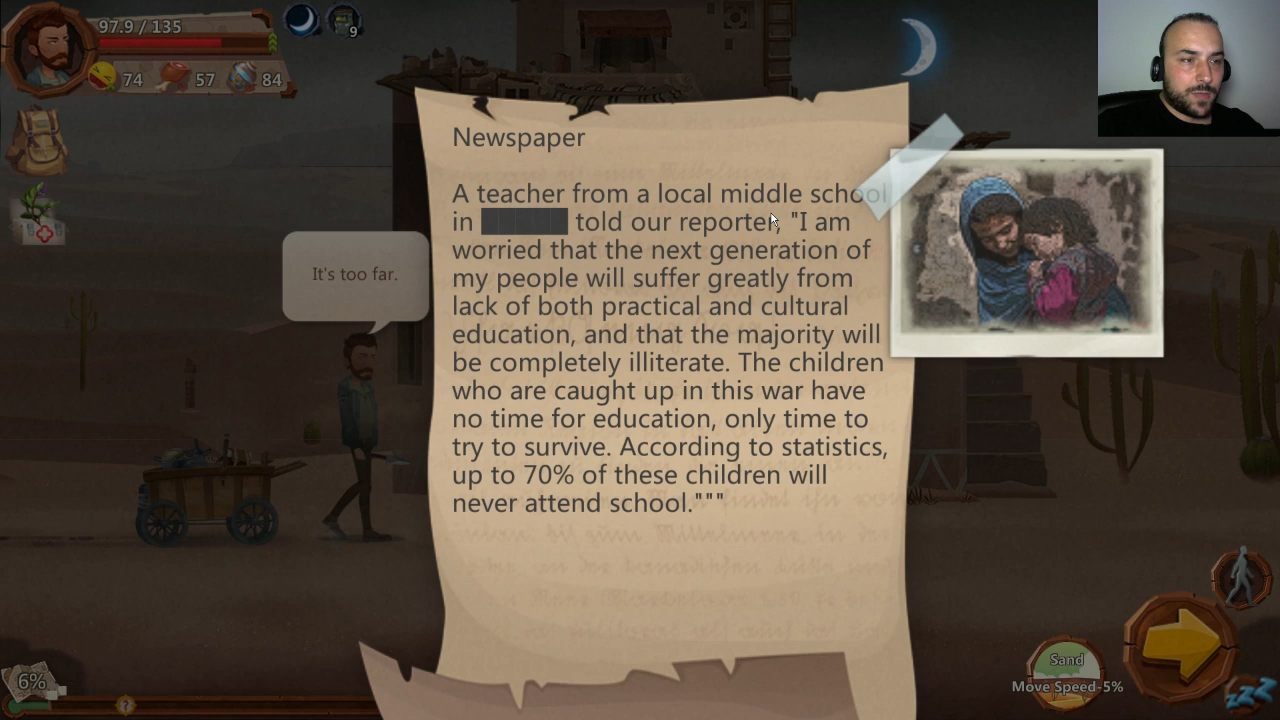 97.9 / 135
9
74
57
84
Newspaper
A teacher from a local middle school
in told our reporter, "I am
worried that the next generation of
my people will suffer greatly from
lack of both practical and cultural
education, and that the majority will
be completely illiterate. The children
who are caught up in this war have
no time for education, only time to
try to survive. According to statistics,
up to 70% of these children will
never attend school."""
It's too far.
6%
?
Sand
Move Speed-5%
zzz